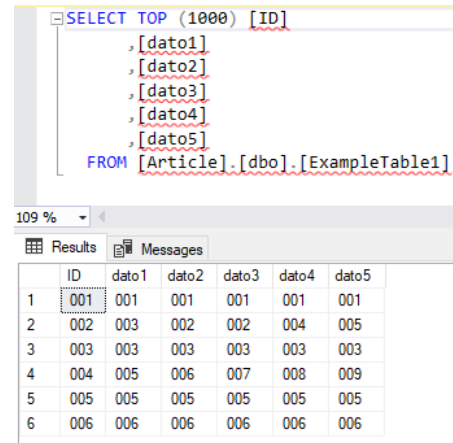 SELECT TOP (1000) [ID]
,[dato1]
,[dato2]
,[dato3]
,[dato4]
,[dato5]
FROM [Article].[dbo].[ExampleTable1]
109 %
Results Messages
ID dato1 dato2 dato3 dato4 dato5
1 001 001 001 001 001 001
2 002 003 002 002 004 005
3 003 003 003 003 003 003
4 004 005 006 007 008 009
5 005 005 005 005 005 005
6 006 006 006 006 006 006